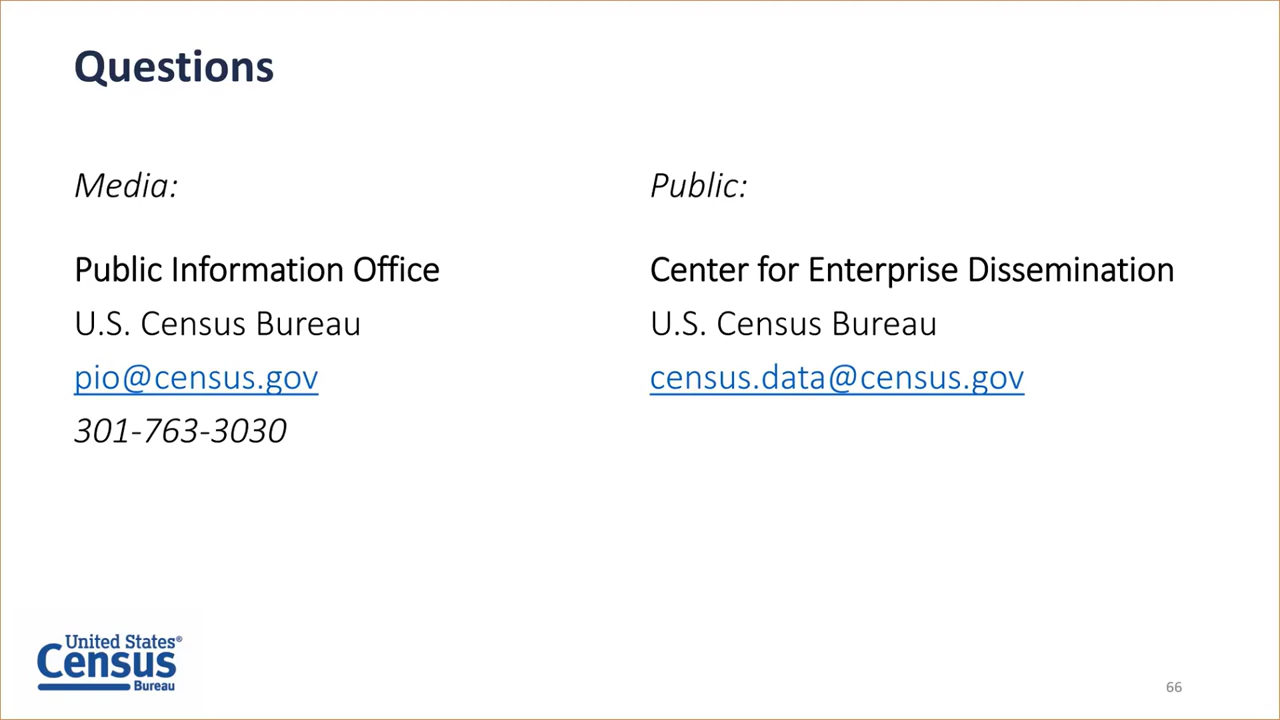 Questions
Media:
Public Information Office
U.S. Census Bureau
pio@census.gov
301-763-3030
Public:
Center for Enterprise Dissemination
U.S. Census Bureau
census.data@census.gov
United States®
Census
Bureau
66